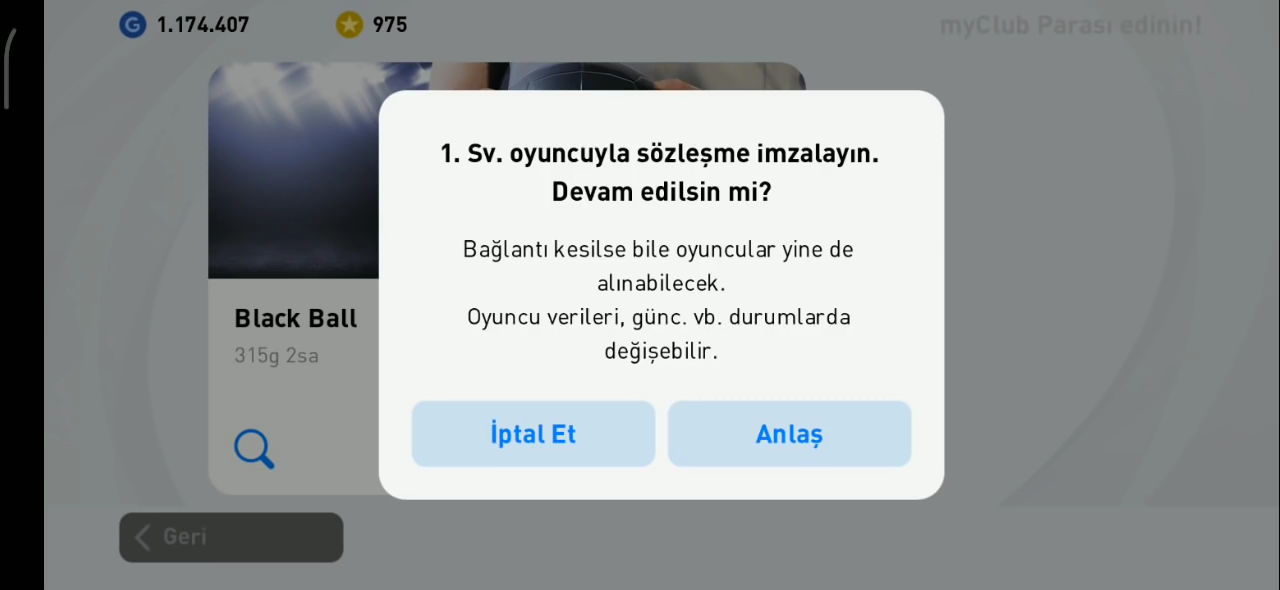 G 1.174.407 975 myClub Parası edinin!
1. Sv. oyuncuyla sözleşme imzalayın.
Devam edilsin mi?
Bağlantı kesilse bile oyuncular yine de
alınabilecek.
Oyuncu verileri, günc. vb. durumlarda
değişebilir.
İptal Et
Anlaş
Black Ball
315g 2sa
Geri